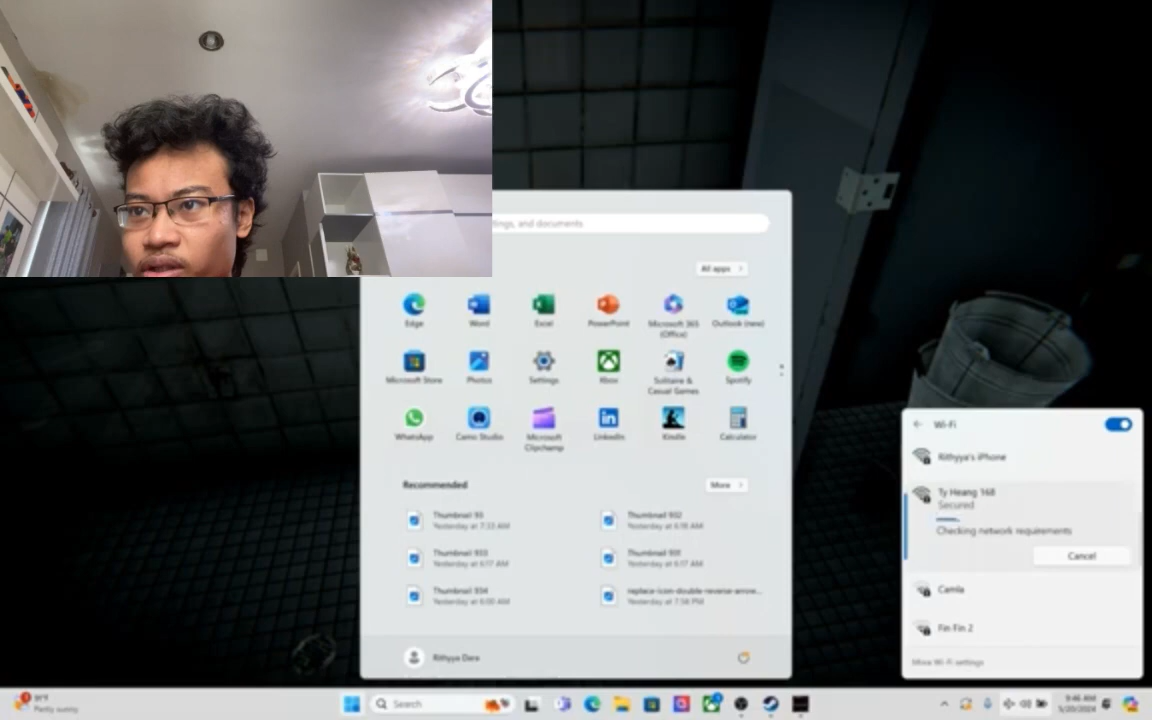 ings, and documents
All apps
Edge
Word
Excel
PowerPoint
Microsoft 365
(Office)
Outlook (new)
Microsoft Store
Photos
Settings
Xbox
Solitaire &
Casual Games
Spotify
WhatsApp
Camo Studio
Microsoft
Clipchamp
LinkedIn
Kindle
Calculator
Recommended
More
Thumbnail 93
Yesterday at 7:33 AM
Thumbnail 932
Yesterday at 6:18 AM
Thumbnail 933
Yesterday at 6:17 AM
Thumbnail 931
Yesterday at 6:17 AM
Thumbnail 934
Yesterday at 6:00 AM
replace-icon-double-reverse-arrow...
Yesterday at 7:56 PM
Rithyya Dara
Wi-Fi
Rithyya's iPhone
Ty Heang 168
Secured
Checking network requirements
Cancel
Camla
Fin Fin 2
More Wi-Fi settings
Partly sunny
Search
9:46 AM
5/20/2024